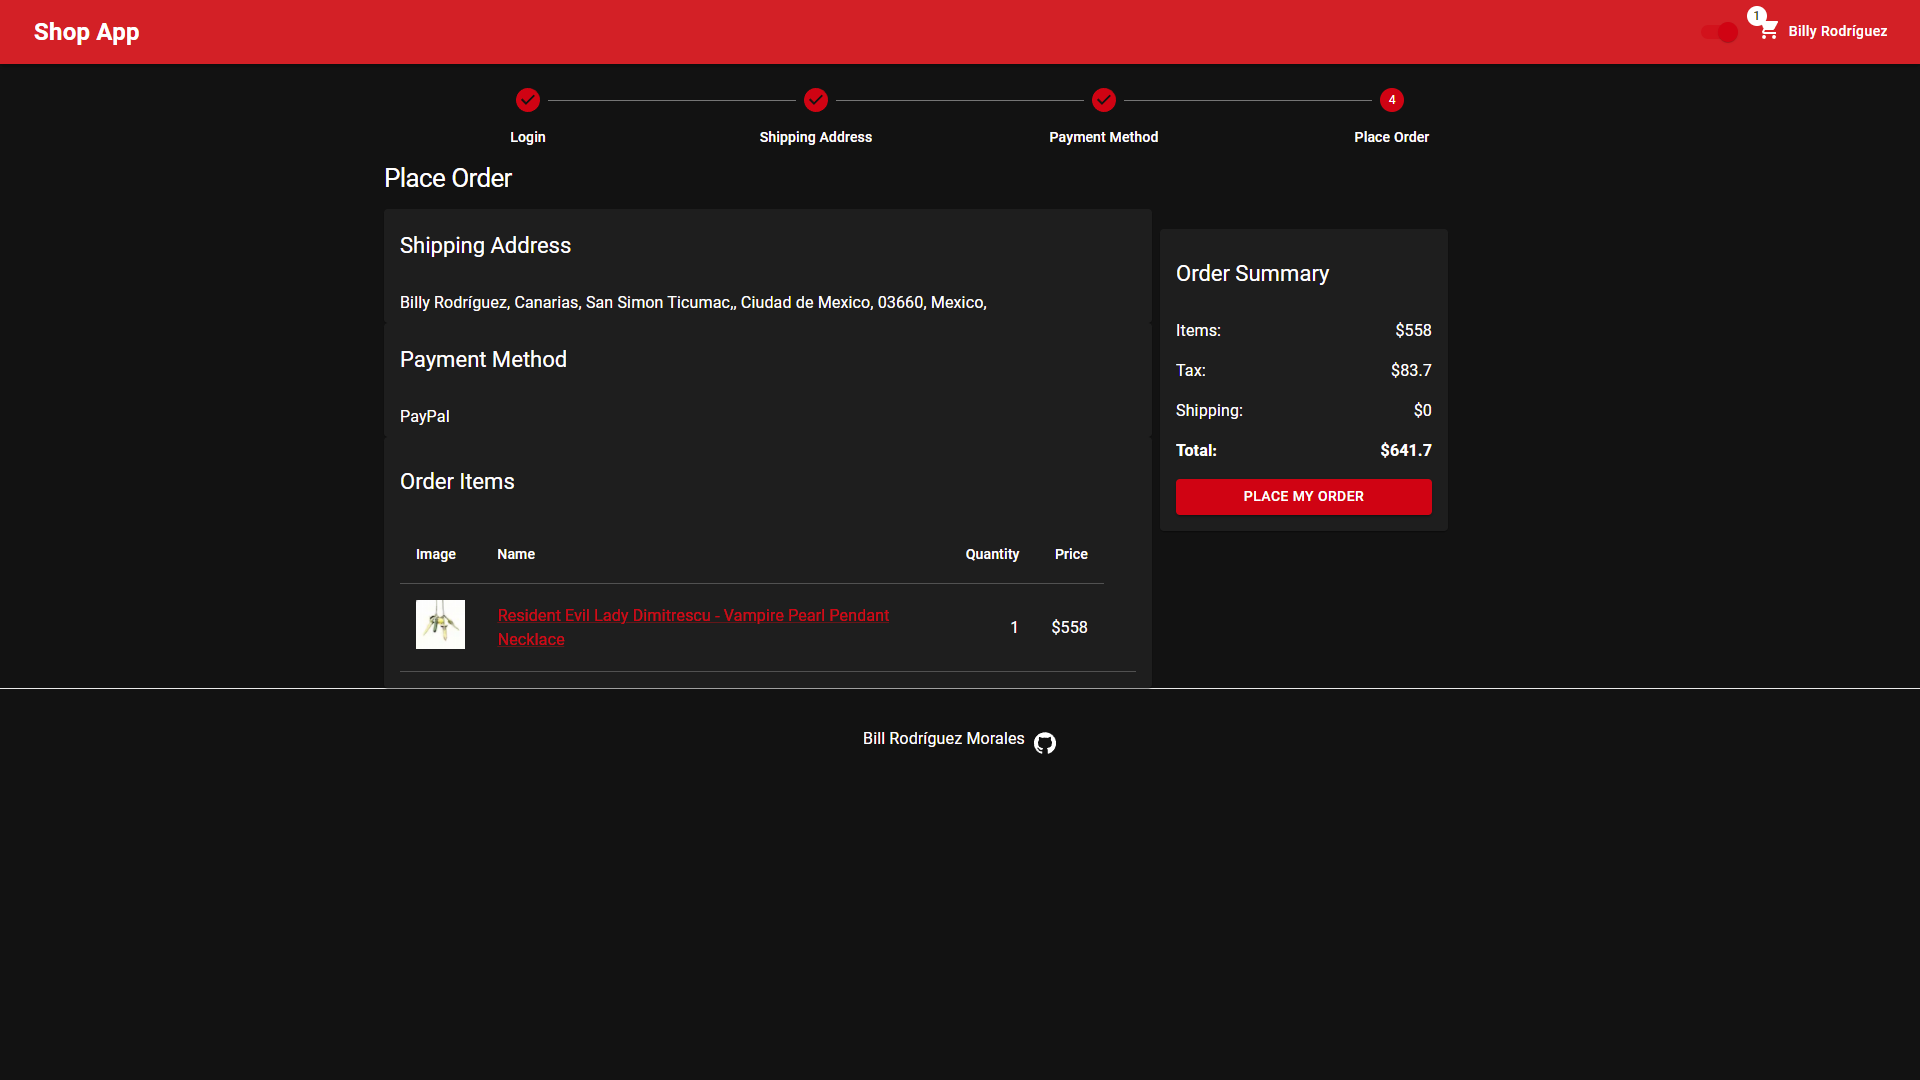 Shop App
1
Billy Rodríguez
4
Login
Shipping Address
Payment Method
Place Order
Place Order
Shipping Address
Billy Rodríguez, Canarias, San Simon Ticumac,, Ciudad de Mexico, 03660, Mexico,
Payment Method
PayPal
Order Items
Image Name Quantity Price
Resident Evil Lady Dimitrescu - Vampire Pearl Pendant
Necklace
1 $558
Order Summary
Items: $558
Tax: $83.7
Shipping: $0
Total: $641.7
PLACE MY ORDER
Bill Rodríguez Morales